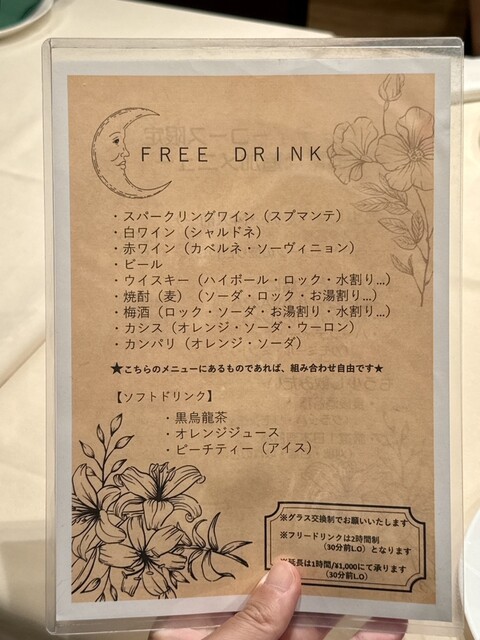 FREE DRINK
・スパークリングワイン（スプマンテ）
・白ワイン（シャルドネ）
・赤ワイン（カベルネ・ソーヴィニョン）
・ビール
・ウイスキー（ハイボール・ロック・水割り...）
・焼酎（麦）（ソーダ・ロック・お湯割り...）
・梅酒（ロック・ソーダ・お湯割り・水割り...）
・カシス（オレンジ・ソーダ・ウーロン）
・カンパリ（オレンジ・ソーダ）
★こちらのメニューにあるものであれば、組み合わせ自由です★
【ソフトドリンク】
・黒烏龍茶
・オレンジジュース
・ピーチティー（アイス）
※グラス交換制でお願いいたします
※フリードリンクは2時間制
（30分前L.O）となります
※延長は1時間/¥1,000にて承ります
（30分前L.O）